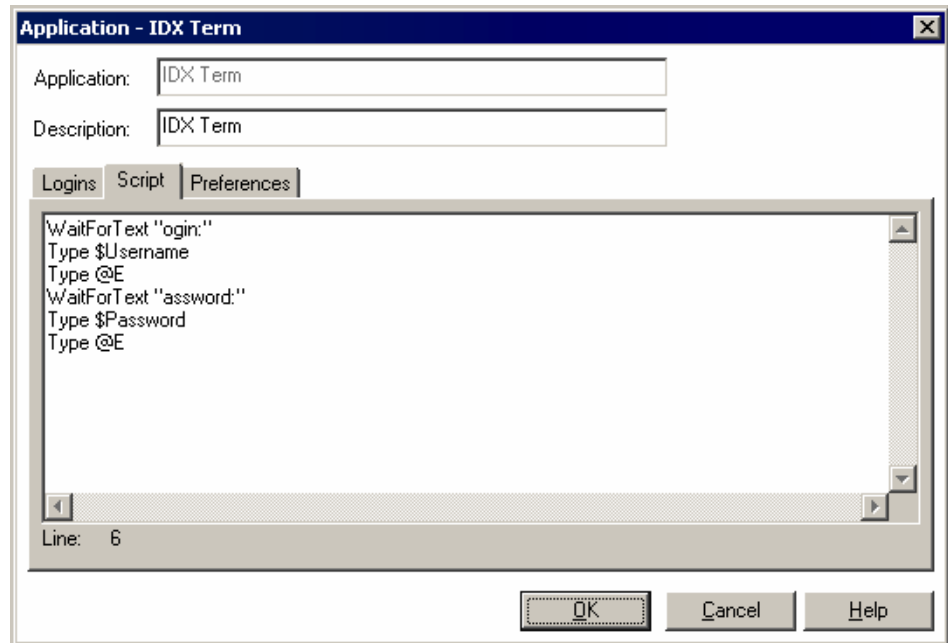 Application - IDX Term
Application: IDX Term
Description: IDX Term
Logins Script Preferences
WaitForText "ogin:"
Type $Username
Type @E
WaitForText "assword:"
Type $Password
Type @E
Line: 6
OK Cancel Help